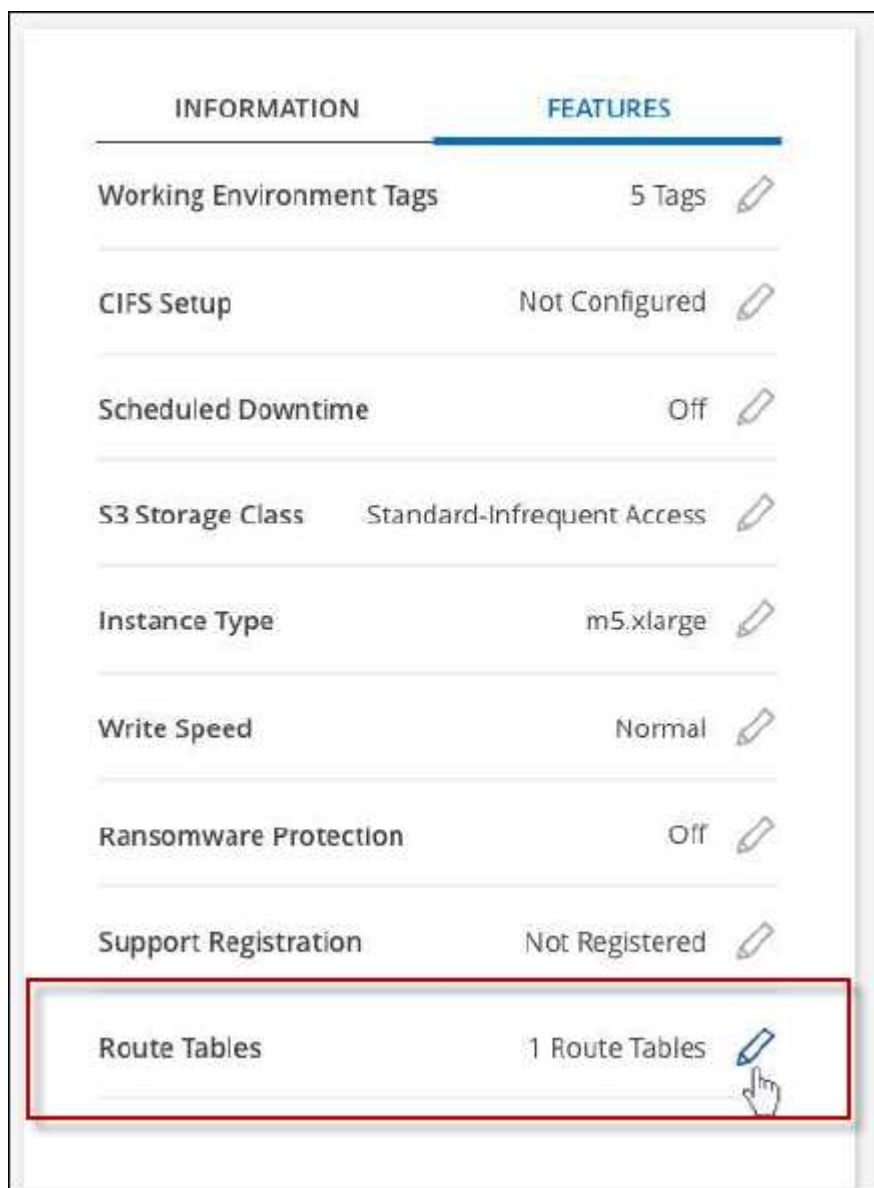 INFORMATION FEATURES
Working Environment Tags 5 Tags
CIFS Setup Not Configured
Scheduled Downtime Off
S3 Storage Class Standard-Infrequent Access
Instance Type m5.xlarge
Write Speed Normal
Ransomware Protection Off
Support Registration Not Registered
Route Tables 1 Route Tables